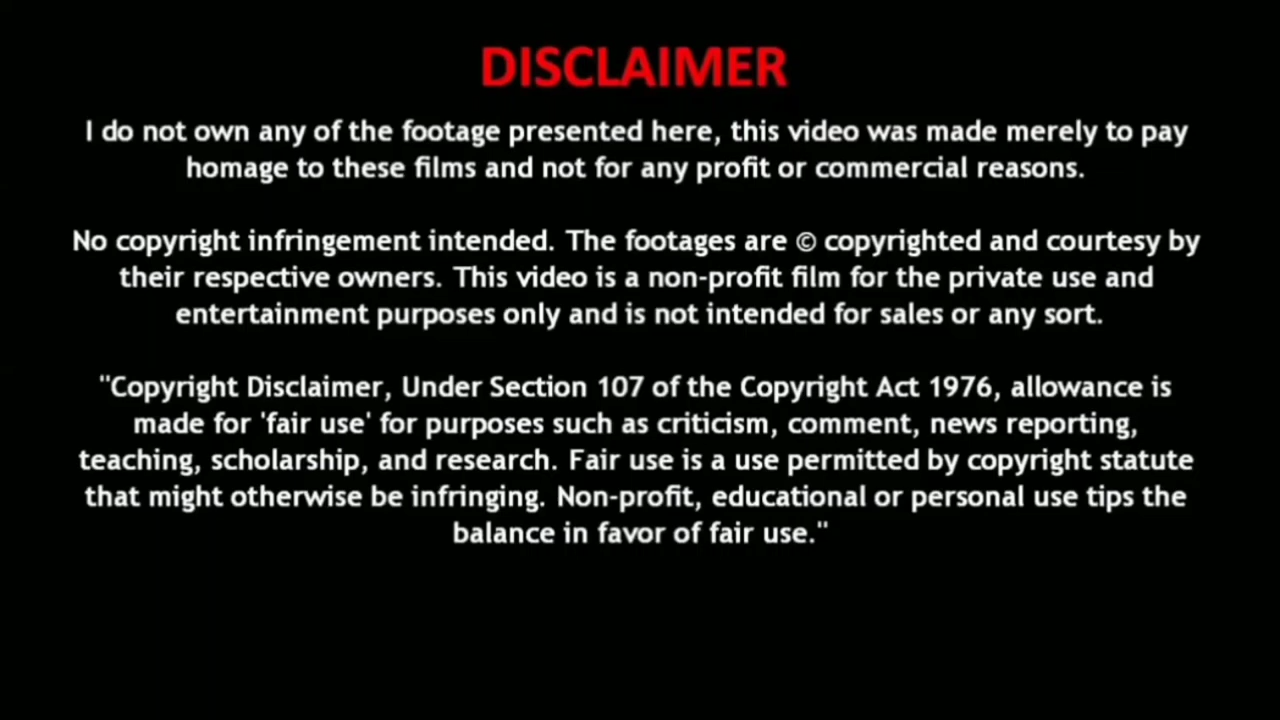 DISCLAIMER
I do not own any of the footage presented here, this video was made merely to pay
homage to these films and not for any profit or commercial reasons.
No copyright infringement intended. The footages are © copyrighted and courtesy by
their respective owners. This video is a non-profit film for the private use and
entertainment purposes only and is not intended for sales or any sort.
"Copyright Disclaimer, Under Section 107 of the Copyright Act 1976, allowance is
made for 'fair use' for purposes such as criticism, comment, news reporting,
teaching, scholarship, and research. Fair use is a use permitted by copyright statute
that might otherwise be infringing. Non-profit, educational or personal use tips the
balance in favor of fair use."